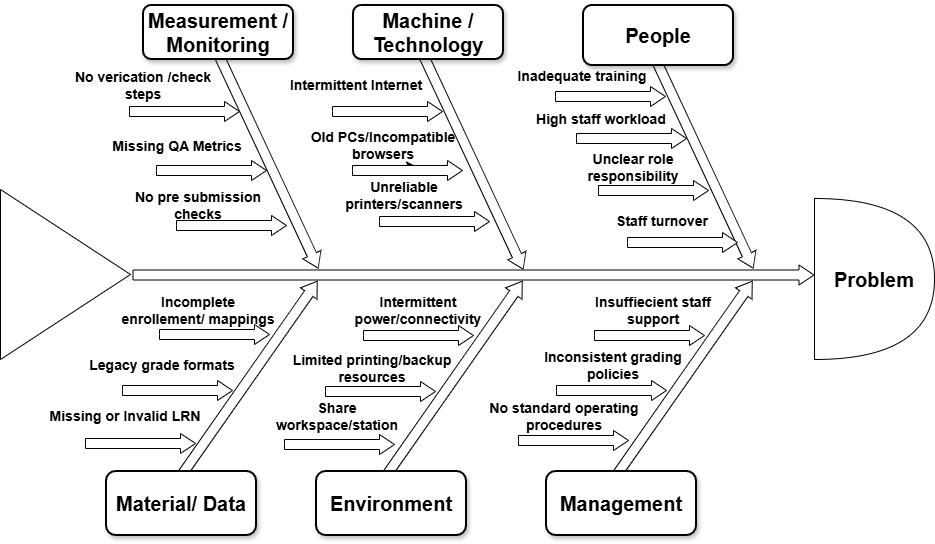 Measurement /
Monitoring
Machine /
Technology
People
No verication /check
steps
Missing QA Metrics
No pre submission
checks
Intermittent Internet
Old PCs/Incompatible
browsers
Unreliable
printers/scanners
Inadequate training
High staff workload
Unclear role
responsibility
Staff turnover
Problem
Incomplete
enrollement/ mappings
Legacy grade formats
Missing or Invalid LRN
Intermittent
power/connectivity
Limited printing/backup
resources
Share
workspace/station
Insuffiecient staff
support
Inconsistent grading
policies
No standard operating
procedures
Material/ Data
Environment
Management